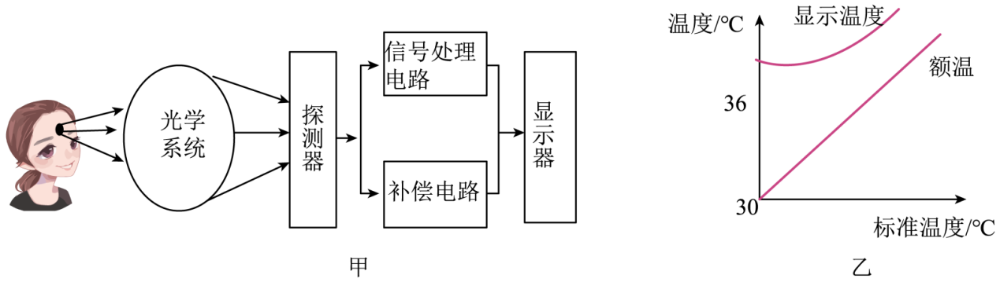 光学
系统
探测器
信号处理
电路
补偿电路
显示器
甲
温度/℃
显示温度
额温
36
30
标准温度/℃
乙